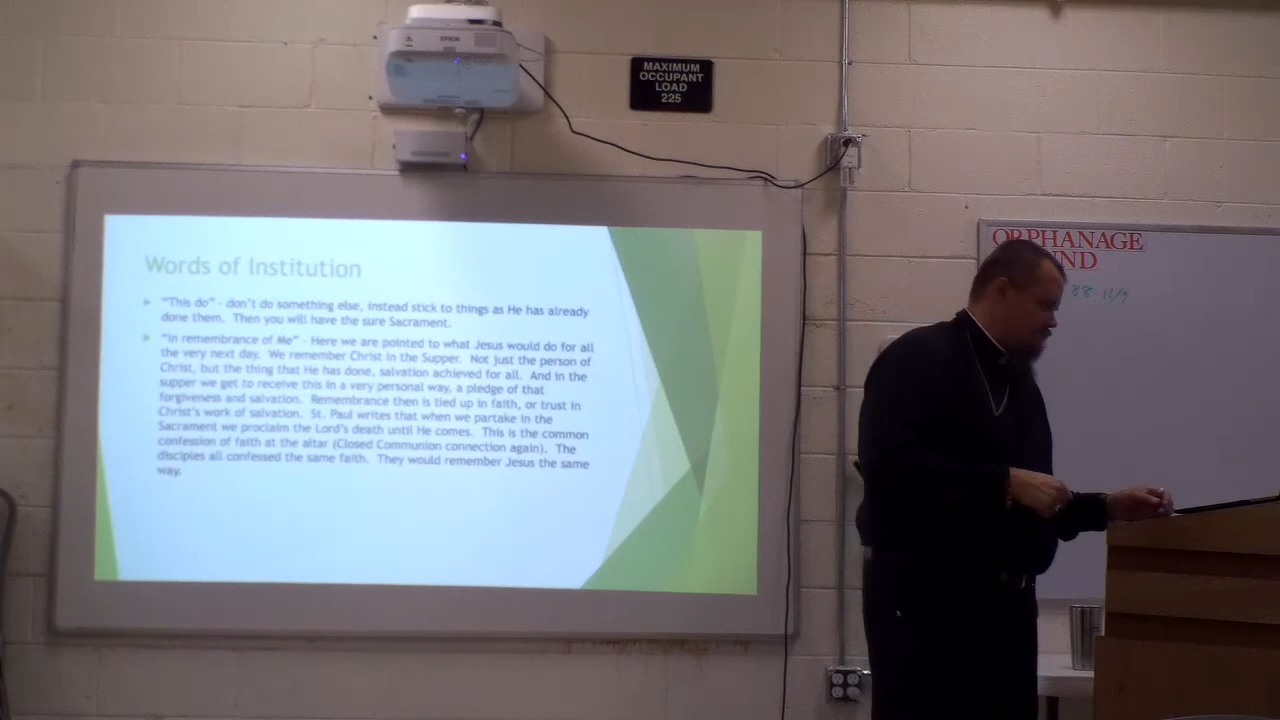 EPSON
MAXIMUM
OCCUPANT
LOAD
225
ORPHANAGE
88 11/9
Words of Institution
"This do" - don't do something else, instead stick to things as He has already
done them. Then you will have the sure Sacrament.
"In remembrance of Me" - Here we are pointed to what Jesus would do for all
the very next day. We remember Christ in the Supper. Not just the person of
Christ, but the thing that He has done, salvation achieved for all. And in the
supper we get to receive this in a very personal way, a pledge of that
forgiveness and salvation. Remembrance then is tied up in faith, or trust in
Christ's work of salvation. St. Paul writes that when we partake in the
Sacrament we proclaim the Lord's death until He comes. This is the common
confession of faith at the altar (Closed Communion connection again). The
disciples all confessed the same faith. They would remember Jesus the same
way.